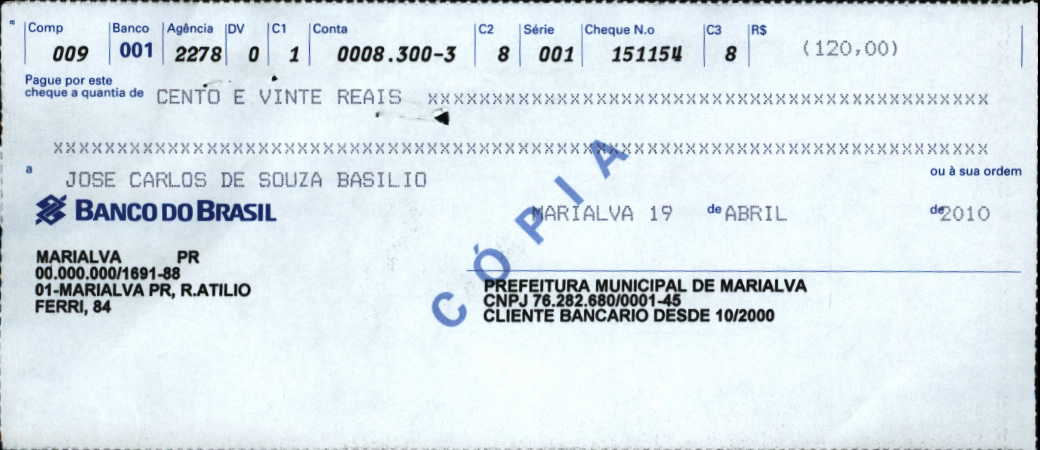 Comp Banco Agência DV C1 Conta C2 Série Cheque N.o C3 R$
009 001 2278 0 1 0008.300-3 8 001 151154 8 (120,00)
Pague por este
cheque a quantia de CENTO E VINTE REAIS xxxxxxxxxxxxxxxxxxxxxxxxxxxxxxxxxxxxxxxxxxxxxxxxxxxx
xxxxxxxxxxxxxxxxxxxxxxxxxxxxxxxxxxxxxxxxxxxxxxxxxxxxxxxxxxxxxxxxxxxxxxxxxxxxxxxxxxxxxxx
a JOSE CARLOS DE SOUZA BASILIO ou à sua ordem
BANCO DO BRASIL MARIALVA 19 de ABRIL de 2010
CÓPIA
MARIALVA PR
00.000.000/1691-88
01-MARIALVA PR, R.ATILIO
FERRI, 84
PREFEITURA MUNICIPAL DE MARIALVA
CNPJ 76.282.680/0001-45
CLIENTE BANCARIO DESDE 10/2000